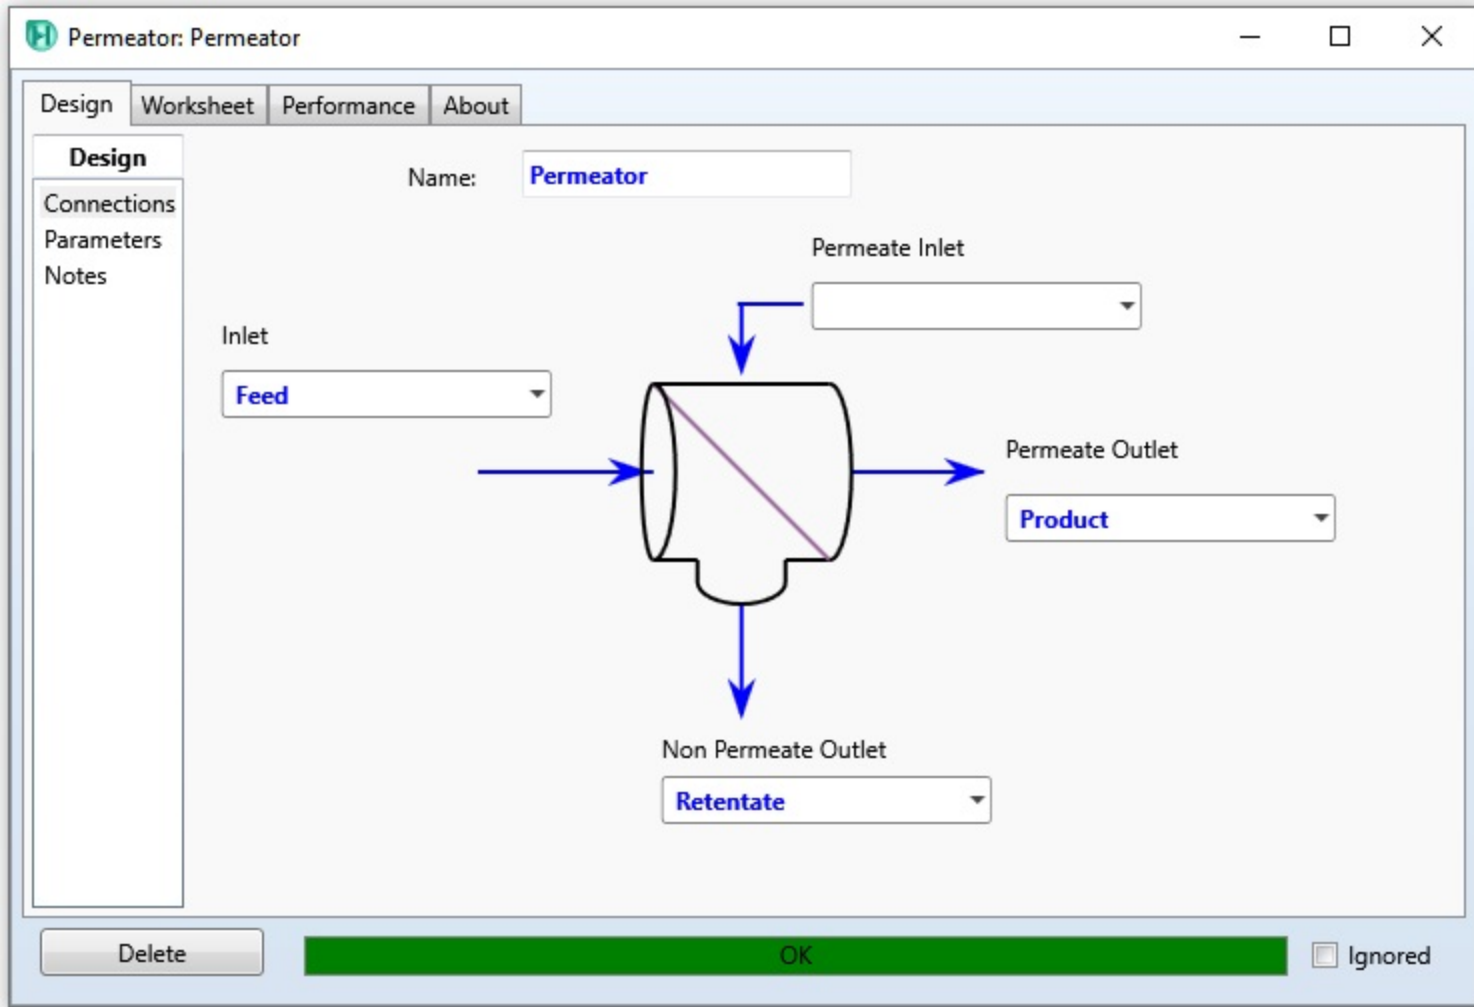 Permeator: Permeator
Design Worksheet Performance About
Design
Connections
Parameters
Notes
Name: Permeator
Permeate Inlet
Inlet
Feed
Permeate Outlet
Product
Non Permeate Outlet
Retentate
Delete
OK
Ignored